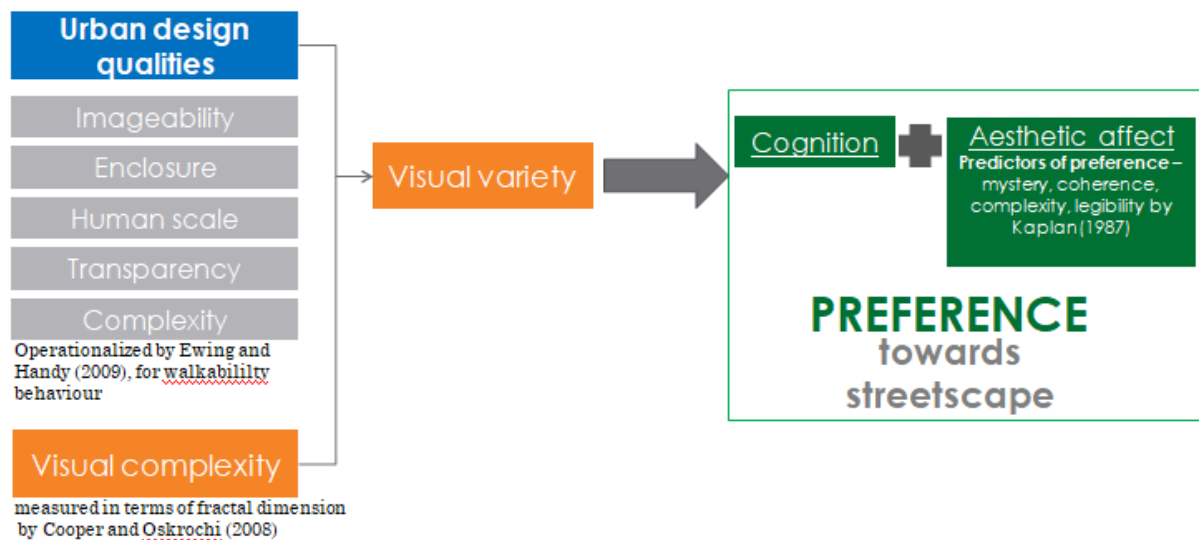 Urban design
qualities
Imageability
Enclosure
Human scale
Transparency
Complexity
Operationalized by Ewing and
Handy (2009), for walkabililty
behaviour
Visual complexity
measured in terms of fractal dimension
by Cooper and Oskrochi (2008)
Visual variety
Cognition
Aesthetic affect
Predictors of preference –
mystery, coherence,
complexity, legibility by
Kaplan (1987)
PREFERENCE
towards
streetscape